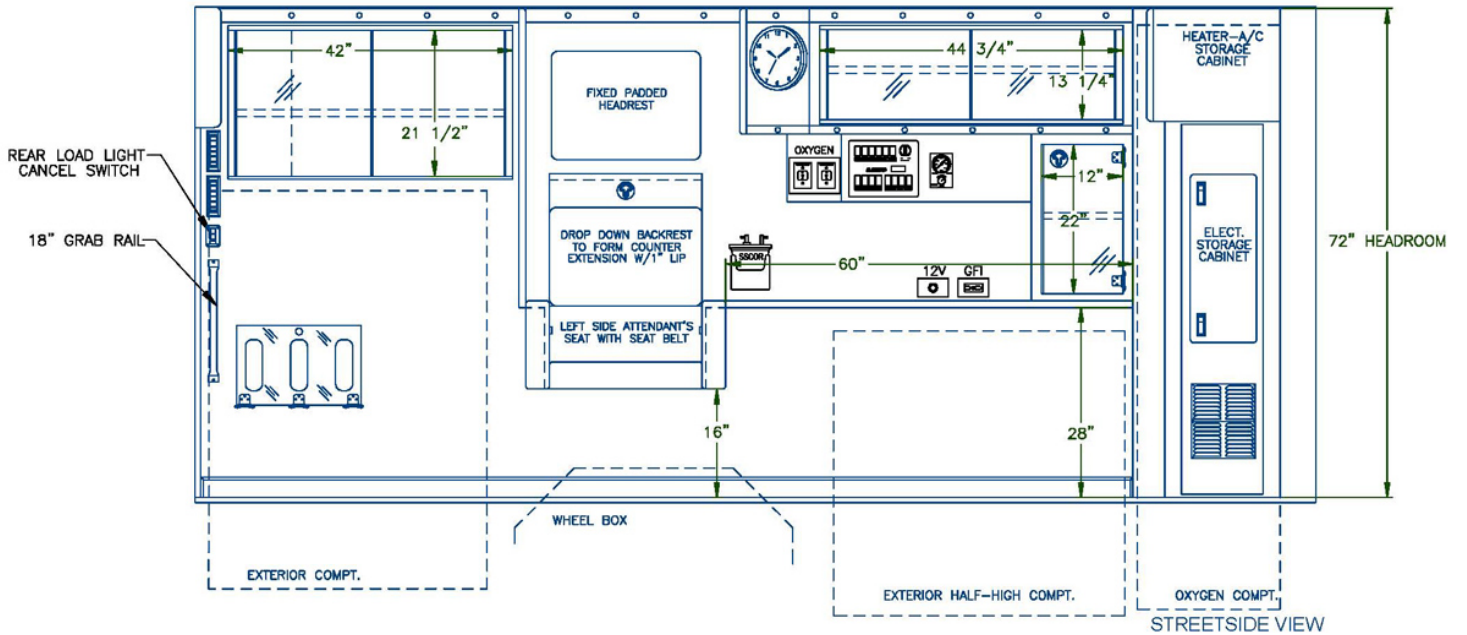 HEATER-A/C
STORAGE
CABINET
42"
44 3/4"
13 1/4"
FIXED PADDED
HEADREST
21 1/2"
REAR LOAD LIGHT
CANCEL SWITCH
OXYGEN
12"
22"
18" GRAB RAIL
DROP DOWN BACKREST
TO FORM COUNTER
EXTENSION W/1" LIP
ELECT.
STORAGE
CABINET
72" HEADROOM
SSCOR
60"
12V
GFI
LEFT SIDE ATTENDANT'S
SEAT WITH SEAT BELT
16"
28"
WHEEL BOX
EXTERIOR COMPT.
EXTERIOR HALF-HIGH COMPT.
OXYGEN COMPT.
STREETSIDE VIEW